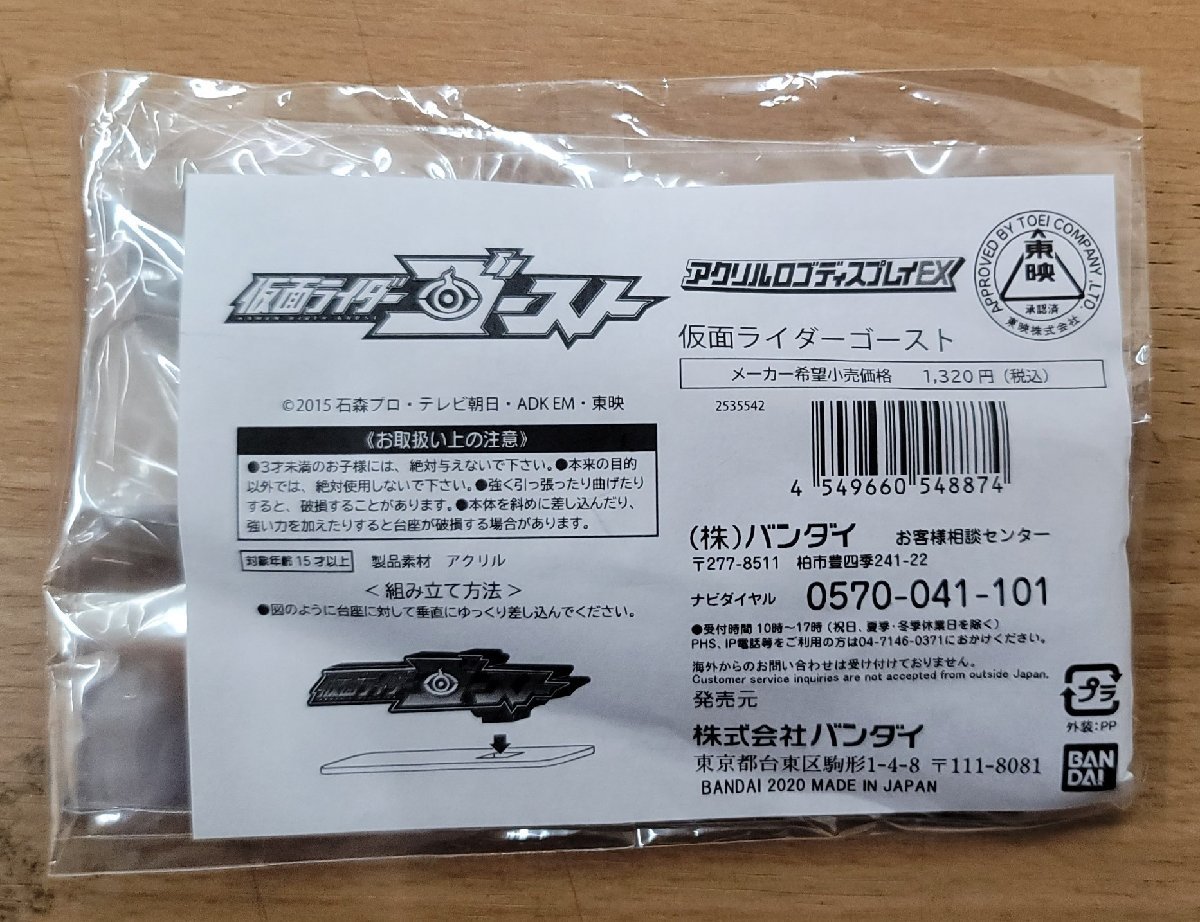 仮面ライダーゴースト
©2015 石森プロ・テレビ朝日・ADK EM・東映
《お取扱い上の注意》
●3才未満のお子様には、絶対与えないで下さい。●本来の目的
以外では、絶対使用しないで下さい。●強く引っ張ったり曲げたり
すると、破損することがあります。●本体を斜めに差し込んだり、
強い力を加えたりすると台座が破損する場合があります。
対象年齢 15才以上 製品素材 アクリル
＜組み立て方法＞
●図のように台座に対して垂直にゆっくり差し込んでください。
仮面ライダーゴースト
アクリルロゴディスプレイEX
APPROVED BY TOEI COMPANY, LTD.
東映
承認済
東映株式会社
仮面ライダーゴースト
メーカー希望小売価格 1,320円（税込）
2535542
4 549660 548874
(株)バンダイ お客様相談センター
〒277-8511 柏市豊四季241-22
ナビダイヤル 0570-041-101
●受付時間 10時～17時（祝日、夏季・冬季休業日を除く）
PHS、IP電話等をご利用の方は04-7146-0371におかけください。
海外からのお問い合わせは受け付けておりません。
Customer service inquiries are not accepted from outside Japan.
発売元
株式会社バンダイ
東京都台東区駒形1-4-8 〒111-8081
BANDAI 2020 MADE IN JAPAN
プラ
外装:PP
BAN
DAI